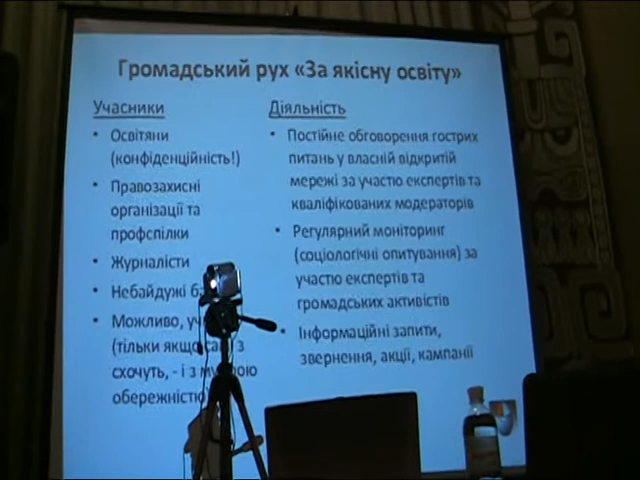 Громадський рух «За якісну освіту»
Учасники
• Освітяни
(конфіденційність!)
• Правозахисні
організації та
профспілки
• Журналісти
• Небайдужі
• Можливо,
(тільки якщо з
схочуть, - і з
обережністю
Діяльність
• Постійне обговорення гострих
питань у власній відкритій
мережі за участю експертів та
кваліфікованих модераторів
• Регулярний моніторинг
(соціологічні опитування) за
участю експертів та
громадських активістів
• Інформаційні запити,
звернення, акції, кампанії